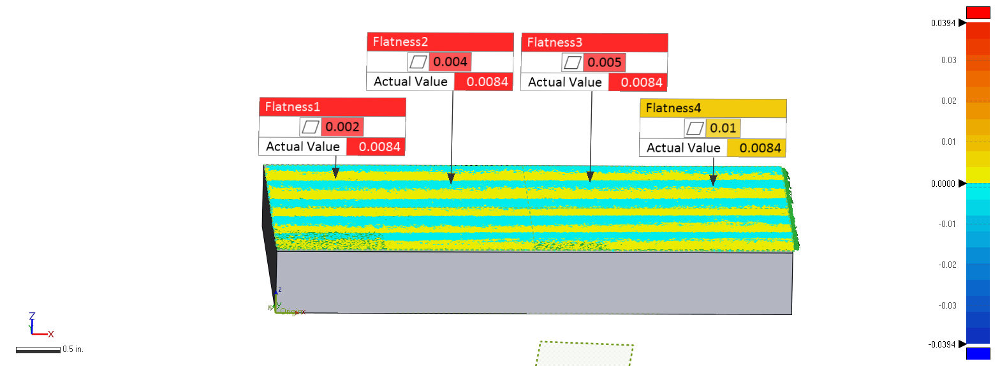 Flatness2
0.004
Actual Value 0.0084
Flatness3
0.005
Actual Value 0.0084
Flatness1
0.002
Actual Value 0.0084
Flatness4
0.01
Actual Value 0.0084
0.0394
0.03
0.02
0.01
0.0000
-0.01
-0.02
-0.03
-0.0394
z
y
Origin x
Z
Y
X
0.5 in.